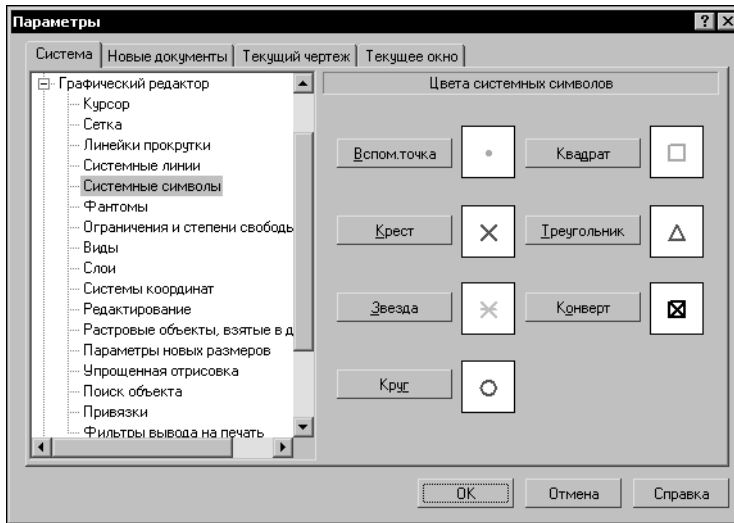 Параметры
Система Новые документы Текущий чертеж Текущее окно
Графический редактор
Курсор
Сетка
Линейки прокрутки
Системные линии
Системные символы
Фантомы
Ограничения и степени свободы
Виды
Слои
Системы координат
Редактирование
Растровые объекты, взятые в д
Параметры новых размеров
Упрощенная отрисовка
Поиск объекта
Привязки
Фильтры вывода на печать
Цвета системных символов
Вспом.точка Квадрат
Крест Треугольник
Звезда Конверт
Круг
OK Отмена Справка